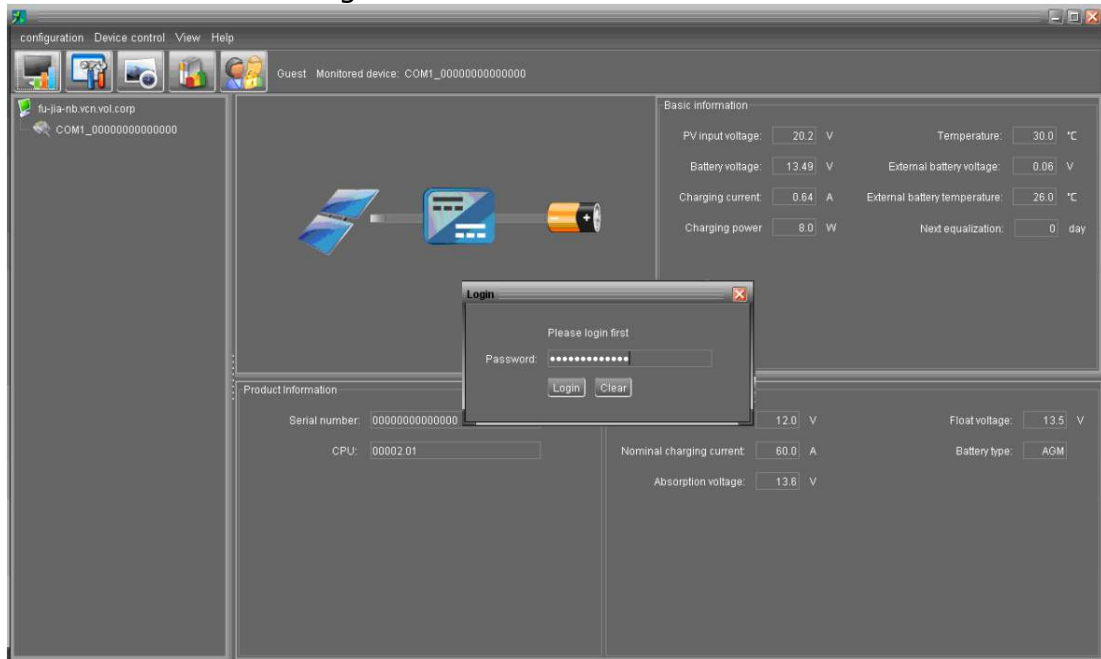 configuration Device control View Help
Guest Monitored device: COM1_00000000000000
fu-jia-nb.vcn.vol.corp
COM1_00000000000000
Basic information
PV input voltage: 20.2 V Temperature: 30.0 ℃
Battery voltage: 13.49 V External battery voltage: 0.06 V
Charging current: 0.64 A External battery temperature: 26.0 ℃
Charging power 8.0 W Next equalization: 0 day
Login
Please login first
Password: •••••••••••••
Login Clear
Product Information
Serial number: 00000000000000 12.0 V Float voltage: 13.5 V
CPU: 00002.01 Nominal charging current: 60.0 A Battery type: AGM
Absorption voltage: 13.6 V